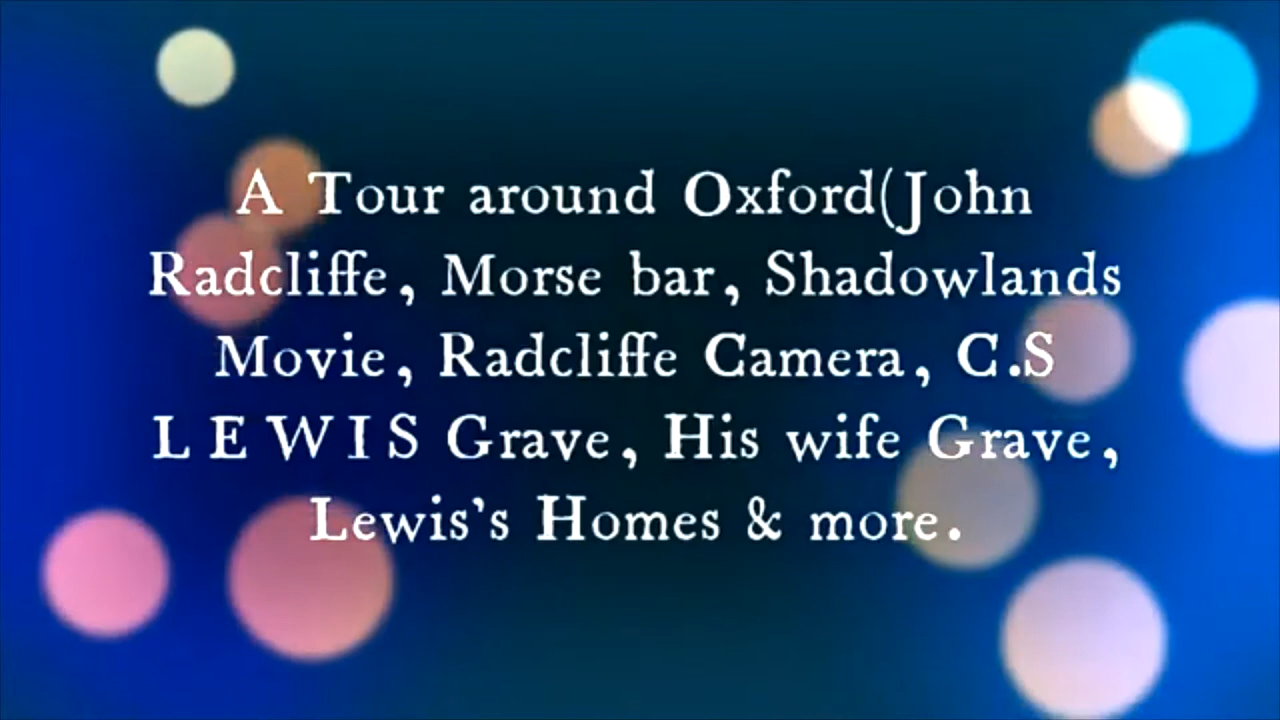 A Tour around Oxford(John
Radcliffe, Morse bar, Shadowlands
Movie, Radcliffe Camera, C.S
L E W I S Grave, His wife Grave,
Lewis's Homes & more.